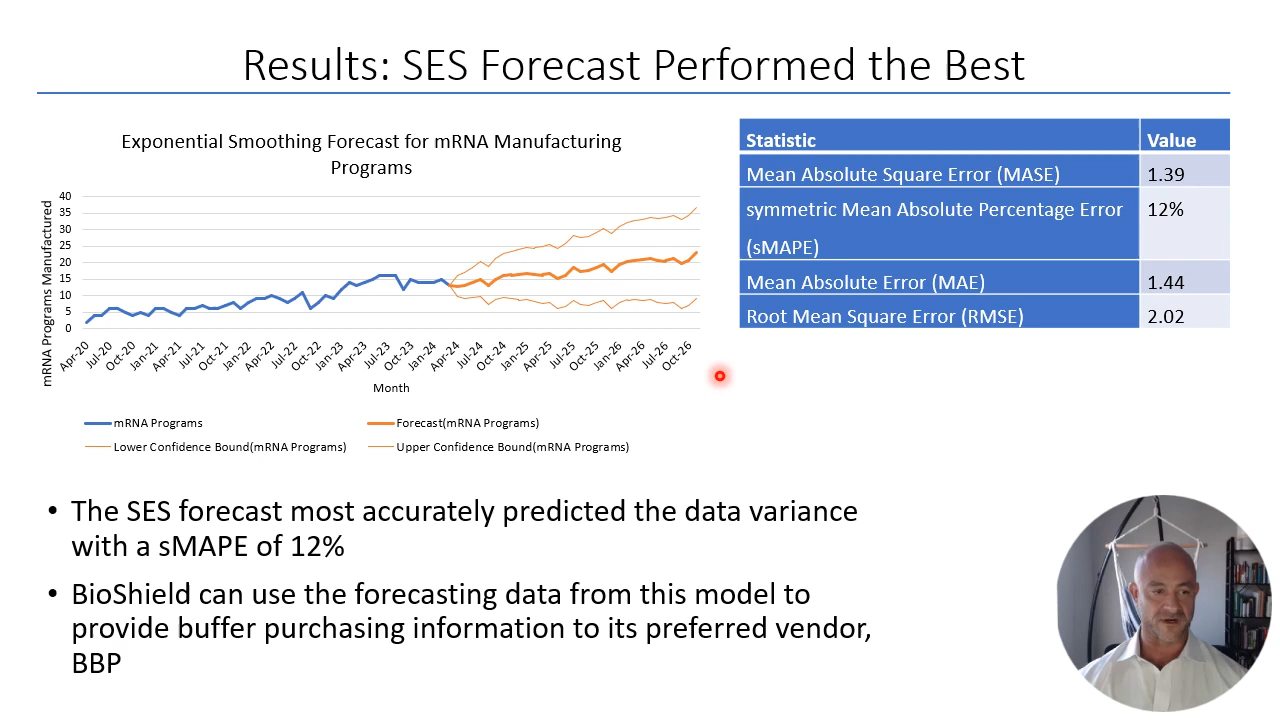 Results: SES Forecast Performed the Best
Exponential Smoothing Forecast for mRNA Manufacturing
Programs
mRNA Programs Manufactured
40
35
30
25
20
15
10
5
0
Apr-20 Jul-20 Oct-20 Jan-21 Apr-21 Jul-21 Oct-21 Jan-22 Apr-22 Jul-22 Oct-22 Jan-23 Apr-23 Jul-23 Oct-23 Jan-24 Apr-24 Jul-24 Oct-24 Jan-25 Apr-25 Jul-25 Oct-25 Jan-26 Apr-26 Jul-26 Oct-26
Month
mRNA Programs Forecast(mRNA Programs)
Lower Confidence Bound(mRNA Programs) Upper Confidence Bound(mRNA Programs)
Statistic Value
Mean Absolute Square Error (MASE) 1.39
symmetric Mean Absolute Percentage Error 12%
(sMAPE)
Mean Absolute Error (MAE) 1.44
Root Mean Square Error (RMSE) 2.02
• The SES forecast most accurately predicted the data variance
with a sMAPE of 12%
• BioShield can use the forecasting data from this model to
provide buffer purchasing information to its preferred vendor,
BBP